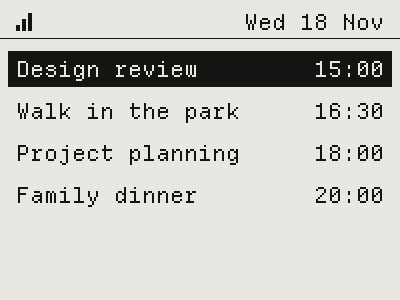 Wed 18 Nov
Design review 15:00
Walk in the park 16:30
Project planning 18:00
Family dinner 20:00